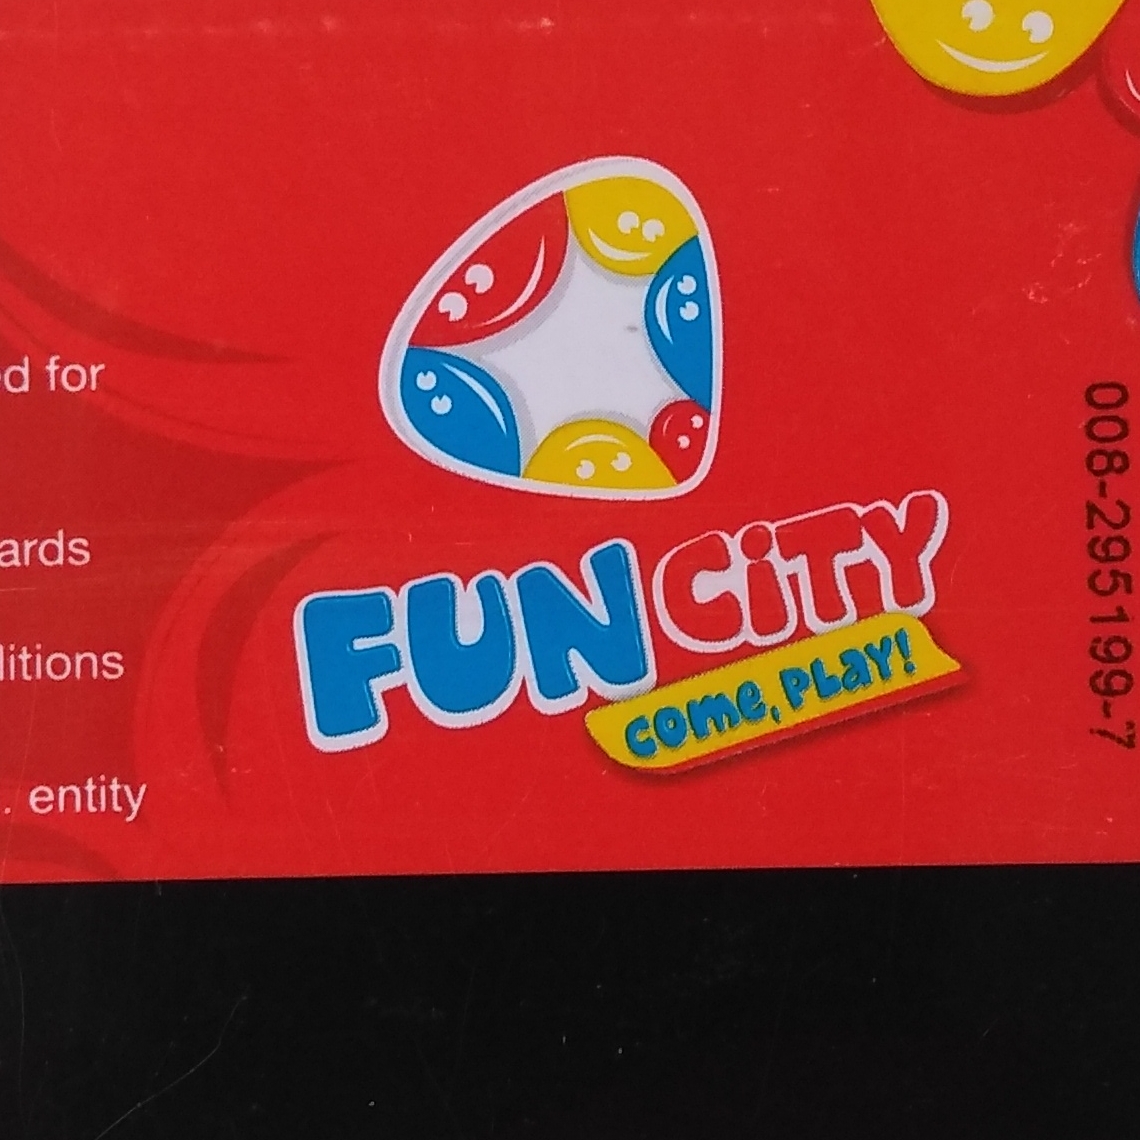 ed for
ards
litions
. entity
FUN CiTY
come, PLaY!
008-295199-7